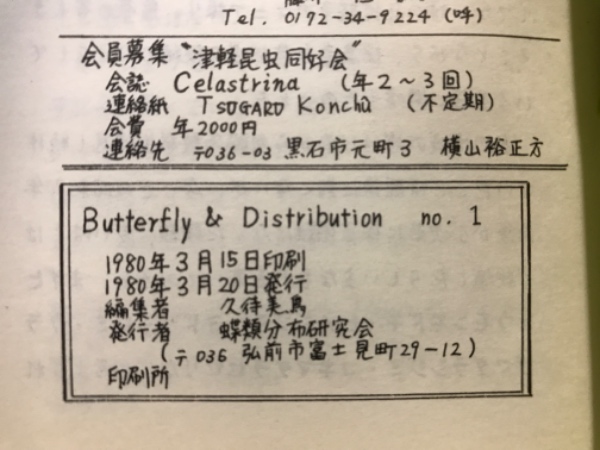 Tel. 0172-34-9224 (呼)
会員募集 "津軽昆虫同好会"
会誌 Celastrina (年2～3回)
連絡紙 TSUGARU Konchū (不定期)
会費 年2000円
連絡先 〒036-03 黒石市元町3 横山裕正方
Butterfly & Distribution no. 1
1980年3月15日印刷
1980年3月20日発行
編集者 久待美鳥
発行者 蝶類分布研究会
(〒036 弘前市富士見町29-12)
印刷所